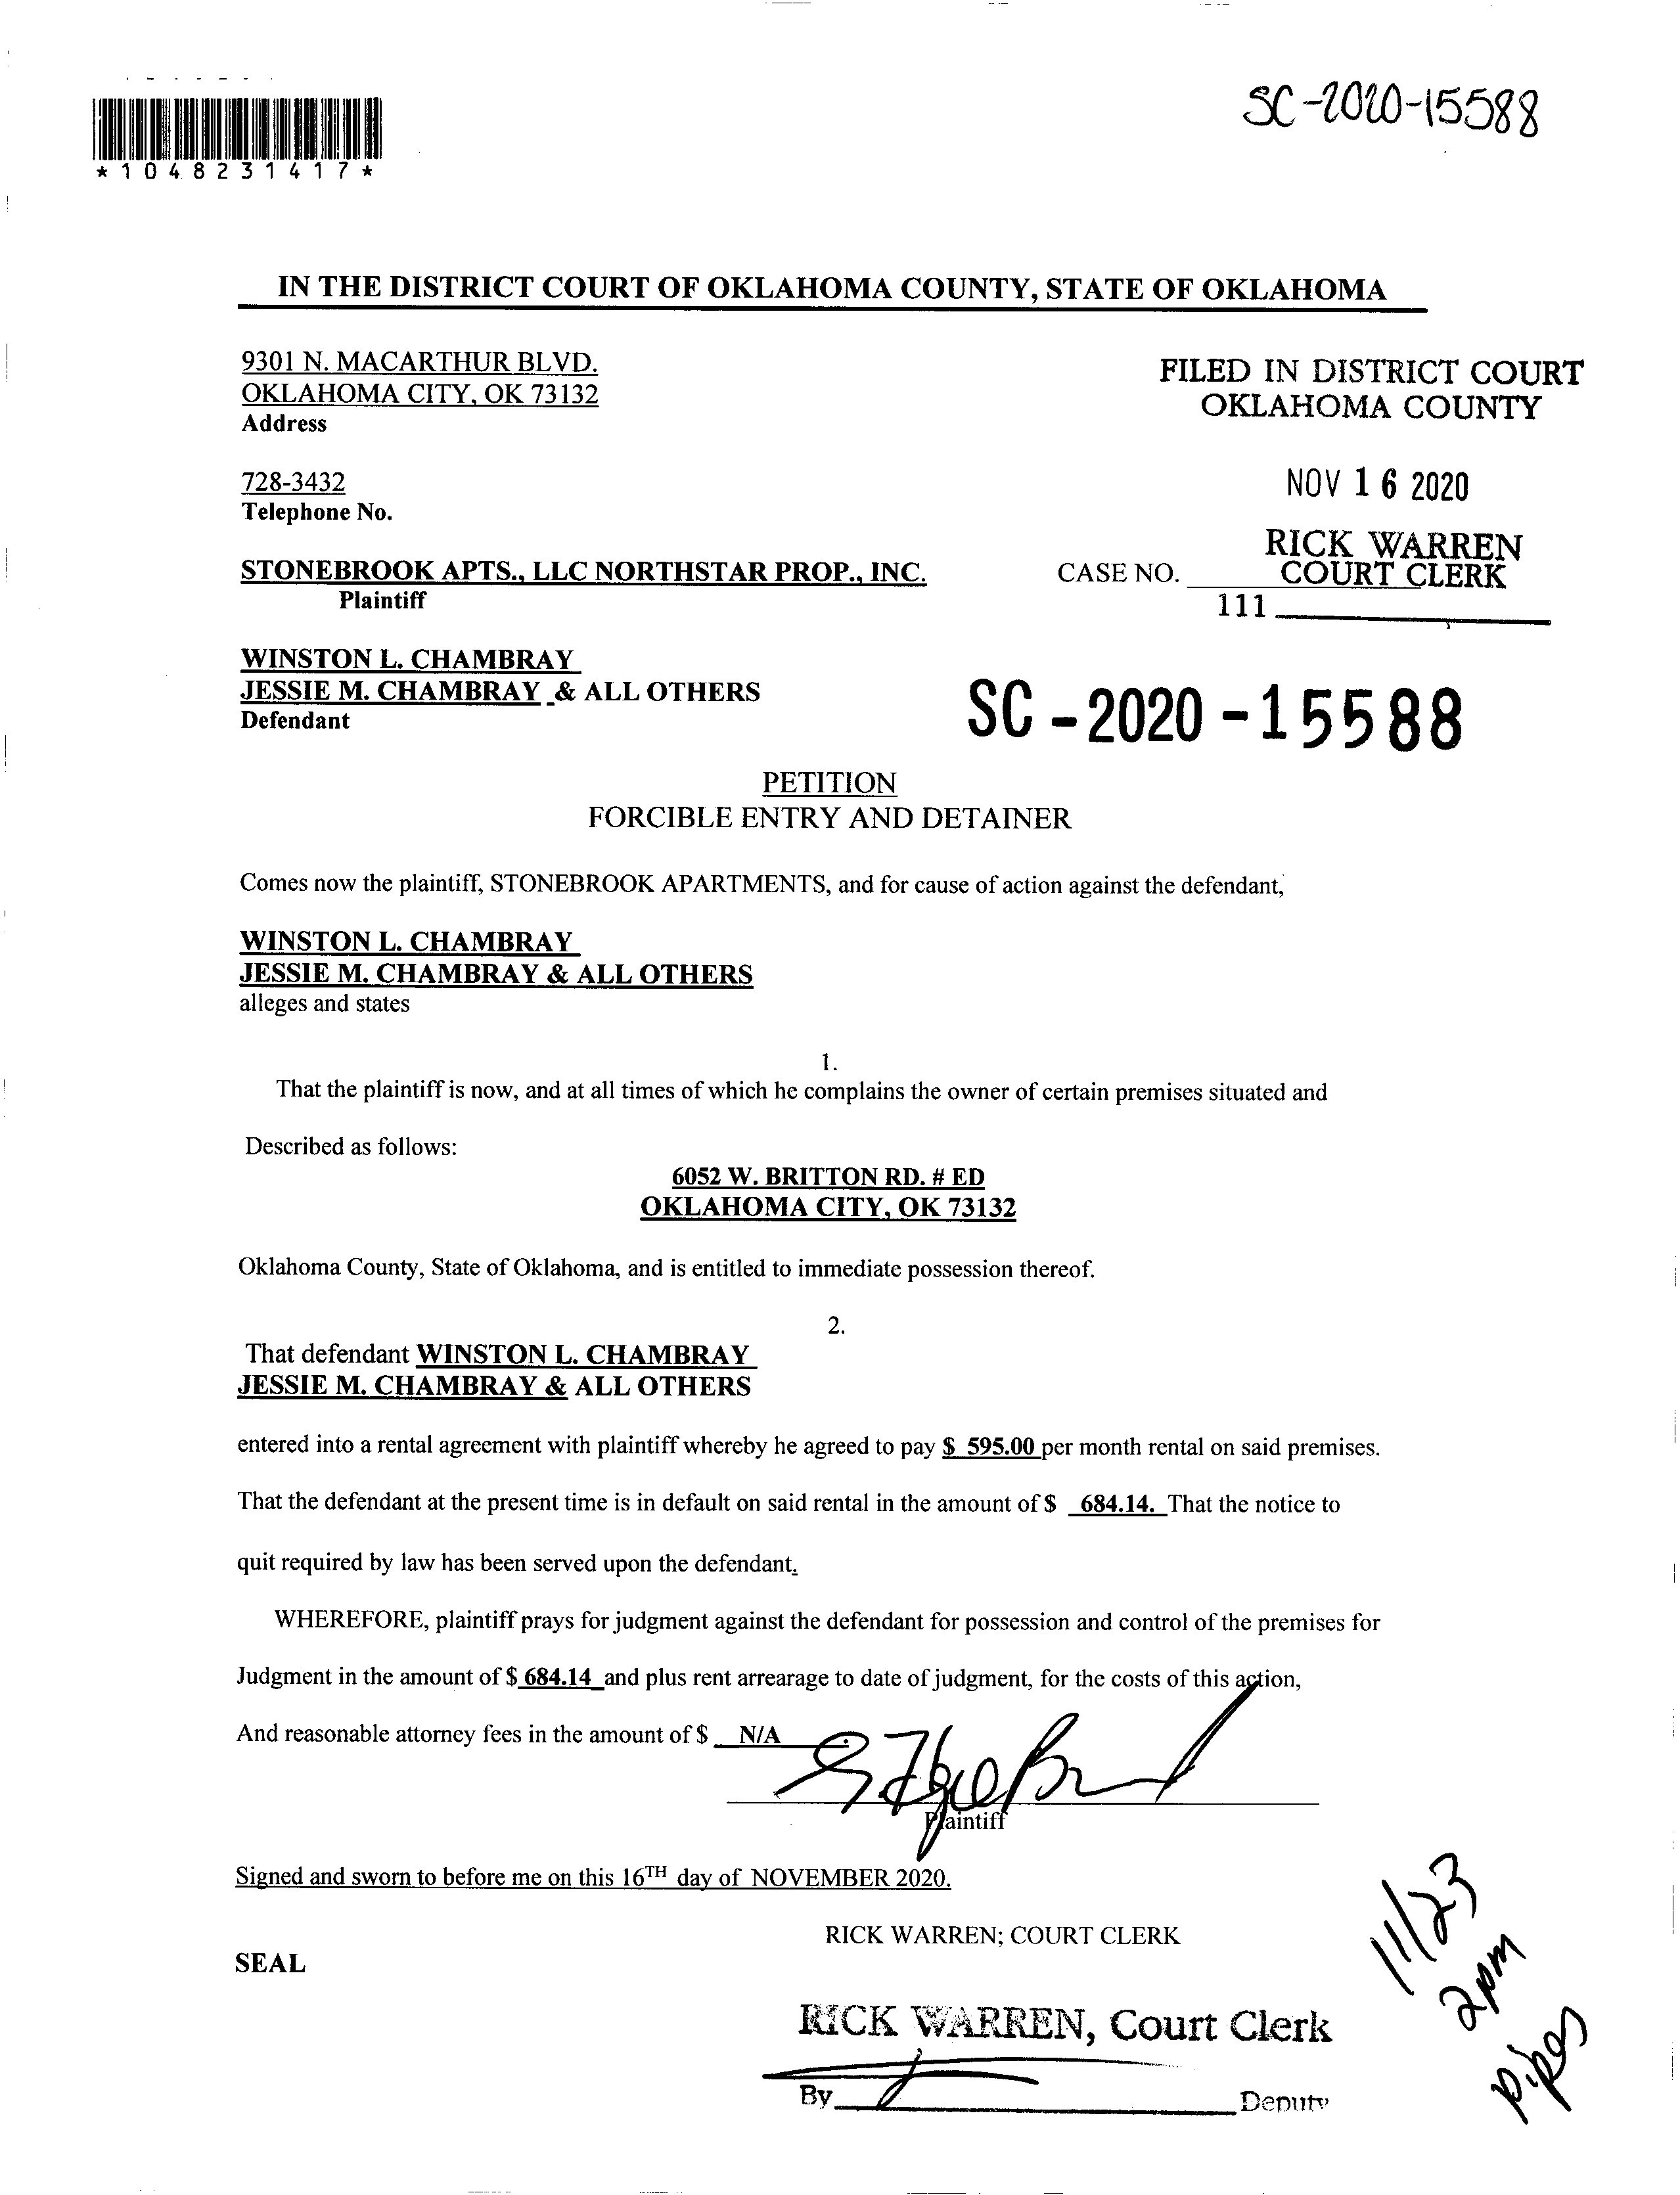 SC-2020-15588
*1048231417*
IN THE DISTRICT COURT OF OKLAHOMA COUNTY, STATE OF OKLAHOMA
9301 N. MACARTHUR BLVD.
OKLAHOMA CITY, OK 73132
Address
FILED IN DISTRICT COURT
OKLAHOMA COUNTY
728-3432
Telephone No.
NOV 16 2020
STONEBROOK APTS., LLC NORTHSTAR PROP., INC.
Plaintiff
RICK WARREN
CASE NO. COURT CLERK
111
WINSTON L. CHAMBRAY
JESSIE M. CHAMBRAY & ALL OTHERS
Defendant
SC-2020-15588
PETITION
FORCIBLE ENTRY AND DETAINER
Comes now the plaintiff, STONEBROOK APARTMENTS, and for cause of action against the defendant,
WINSTON L. CHAMBRAY
JESSIE M. CHAMBRAY & ALL OTHERS
alleges and states
1.
That the plaintiff is now, and at all times of which he complains the owner of certain premises situated and
Described as follows:
6052 W. BRITTON RD. # ED
OKLAHOMA CITY, OK 73132
Oklahoma County, State of Oklahoma, and is entitled to immediate possession thereof.
2.
That defendant WINSTON L. CHAMBRAY
JESSIE M. CHAMBRAY & ALL OTHERS
entered into a rental agreement with plaintiff whereby he agreed to pay $ 595.00 per month rental on said premises.
That the defendant at the present time is in default on said rental in the amount of $ 684.14. That the notice to
quit required by law has been served upon the defendant.
WHEREFORE, plaintiff prays for judgment against the defendant for possession and control of the premises for
Judgment in the amount of $ 684.14 and plus rent arrearage to date of judgment, for the costs of this action,
And reasonable attorney fees in the amount of $ N/A.
Plaintiff
Signed and sworn to before me on this 16TH day of NOVEMBER 2020.
RICK WARREN; COURT CLERK
SEAL
RICK WARREN, Court Clerk
By Deputy
11/23
2pm
Pipes